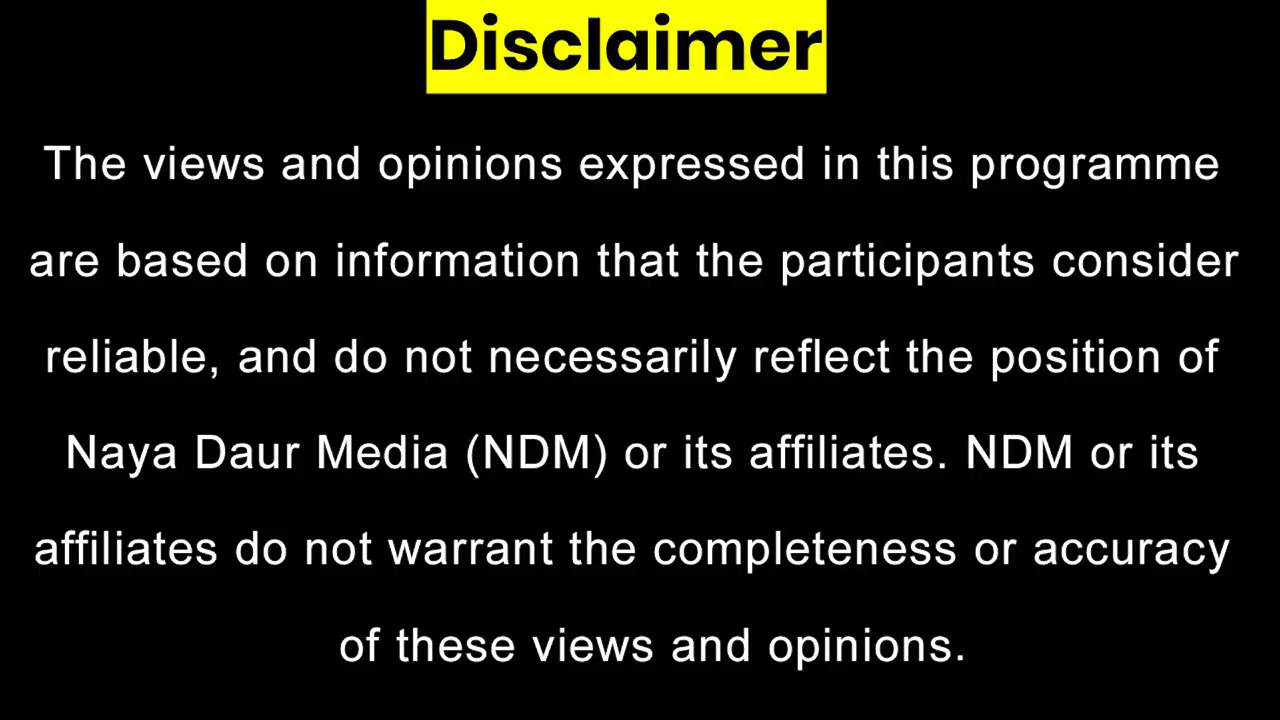 Disclaimer
The views and opinions expressed in this programme
are based on information that the participants consider
reliable, and do not necessarily reflect the position of
Naya Daur Media (NDM) or its affiliates. NDM or its
affiliates do not warrant the completeness or accuracy
of these views and opinions.